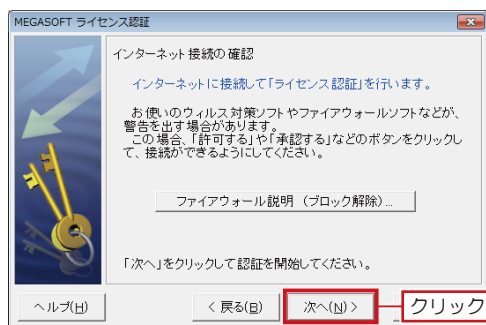 MEGASOFT ライセンス認証
インターネット接続の確認
インターネットに接続して「ライセンス認証」を行います。
お使いのウィルス対策ソフトやファイアウォールソフトなどが、
警告を出す場合があります。
この場合、「許可する」や「承認する」などのボタンをクリックし
て、接続ができるようにしてください。
ファイアウォール説明（ブロック解除）...
「次へ」をクリックして認証を開始してください。
ヘルプ(H)
< 戻る(B)
次へ(N) >
クリック